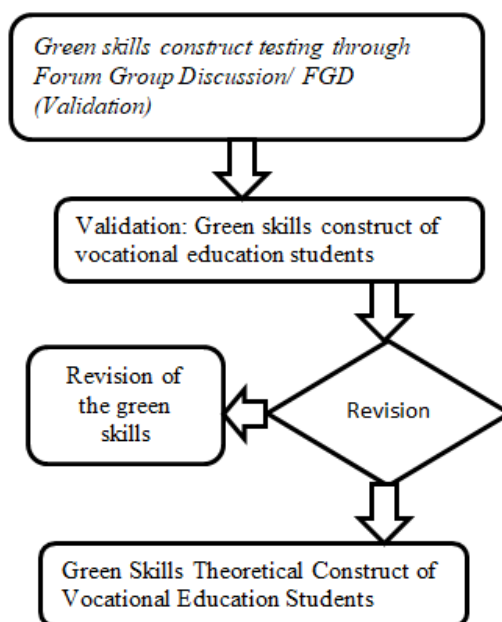 Green skills construct testing through
Forum Group Discussion/ FGD
(Validation)
Validation: Green skills construct of
vocational education students
Revision of
the green
skills
Revision
Green Skills Theoretical Construct of
Vocational Education Students